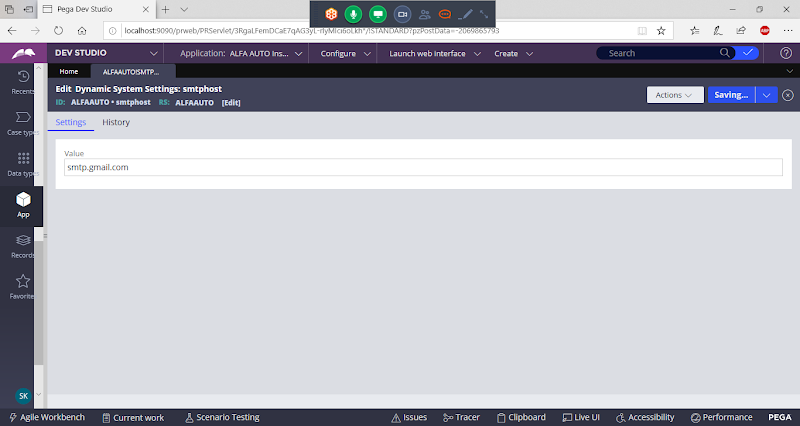 Pega Dev Studio
localhost:9090/prweb/PRServlet/3RgaLFemDCaE7qAG3yL-riyMIci6oLkh*/!STANDARD?pzPostData=-2069865793
DEV STUDIO
Application: ALFA AUTO Ins...
Configure
Launch web interface
Create
Search
Home
ALFAAUTO!SMTP...
Edit Dynamic System Settings: smtphost
ID: ALFAAUTO • smtphost RS: ALFAAUTO [Edit]
Actions
Saving...
Settings
History
Value
smtp.gmail.com
Recents
Case types
Data types
App
Records
Favorites
SK
Agile Workbench
Current work
Scenario Testing
Issues
Tracer
Clipboard
Live UI
Accessibility
Performance
PEGA